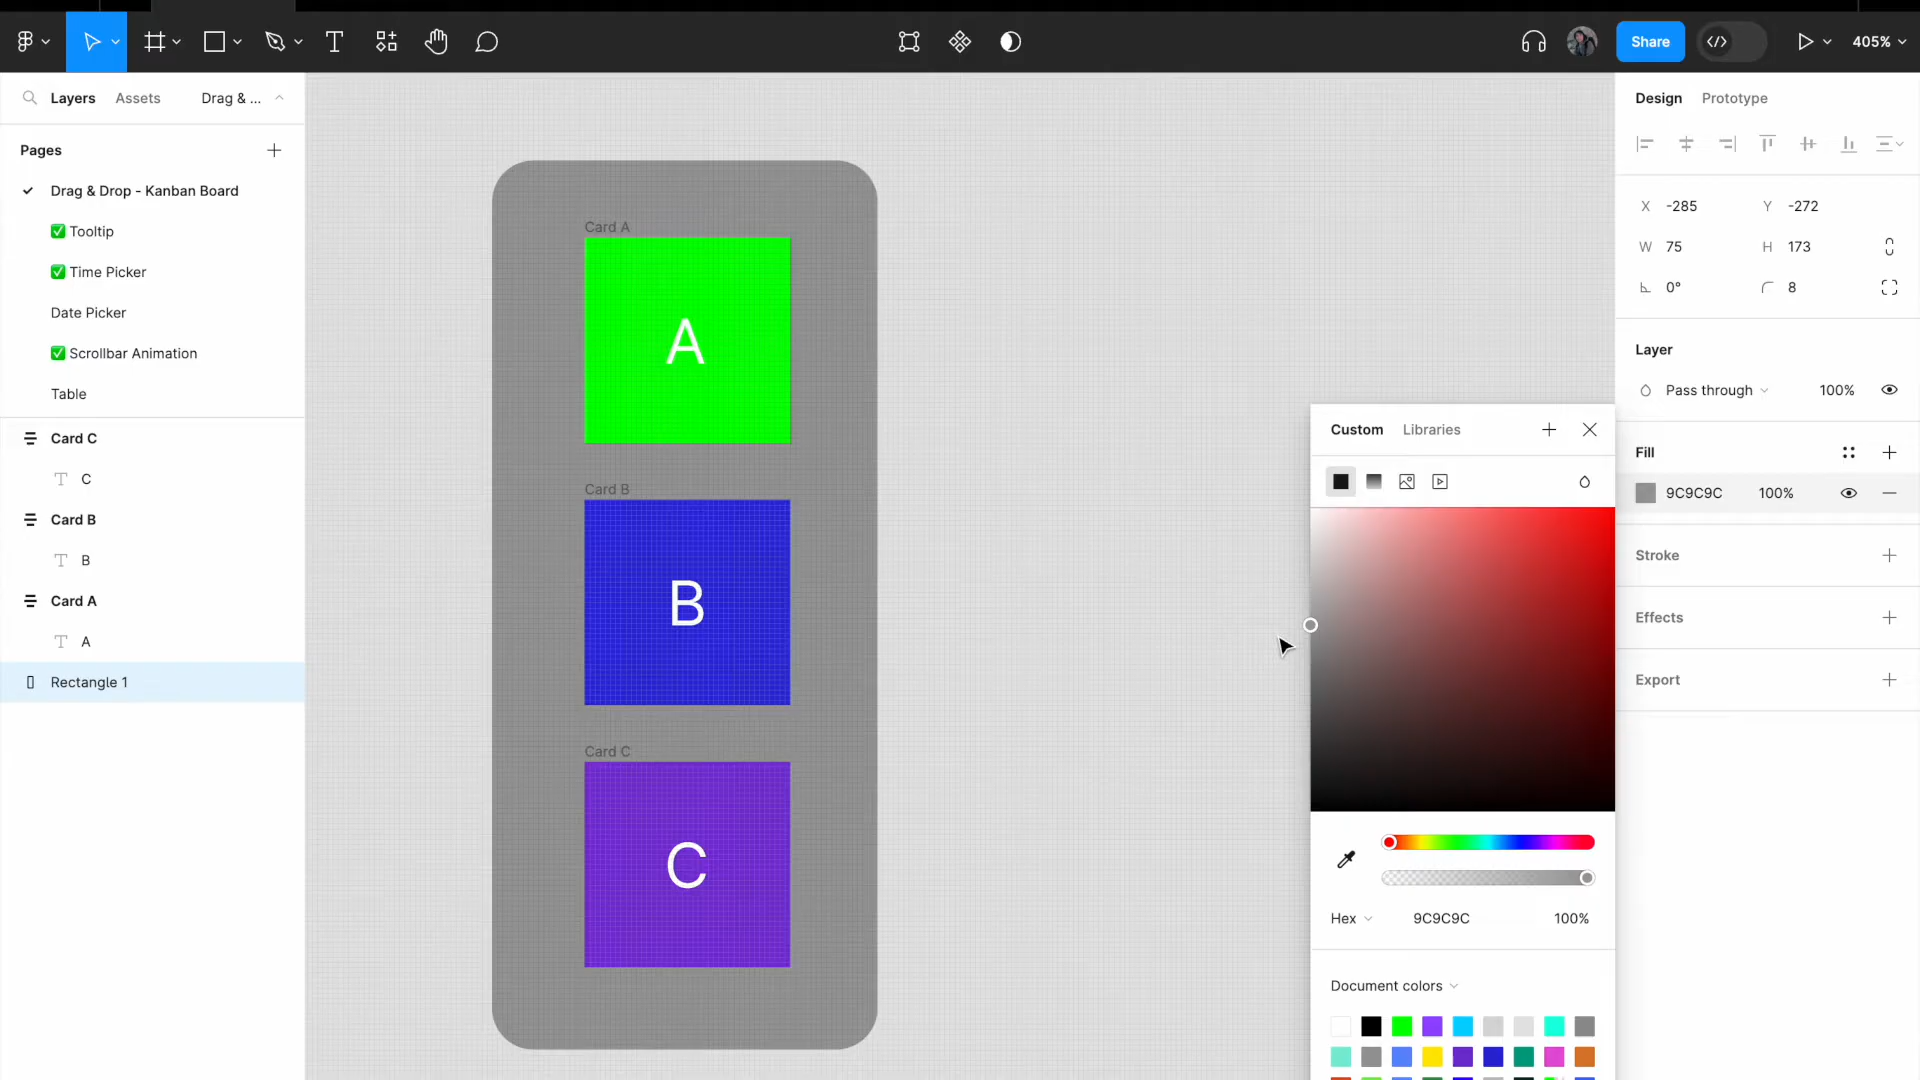 Share
405%
Layers
Assets
Drag & ...
Pages
Drag & Drop - Kanban Board
Tooltip
Time Picker
Date Picker
Scrollbar Animation
Table
Card C
C
Card B
B
Card A
A
Rectangle 1
Card A
A
Card B
B
Card C
C
Custom
Libraries
Hex
9C9C9C
100%
Document colors
Design
Prototype
X -285
Y -272
W 75
H 173
0°
8
Layer
Pass through
100%
Fill
9C9C9C
100%
Stroke
Effects
Export